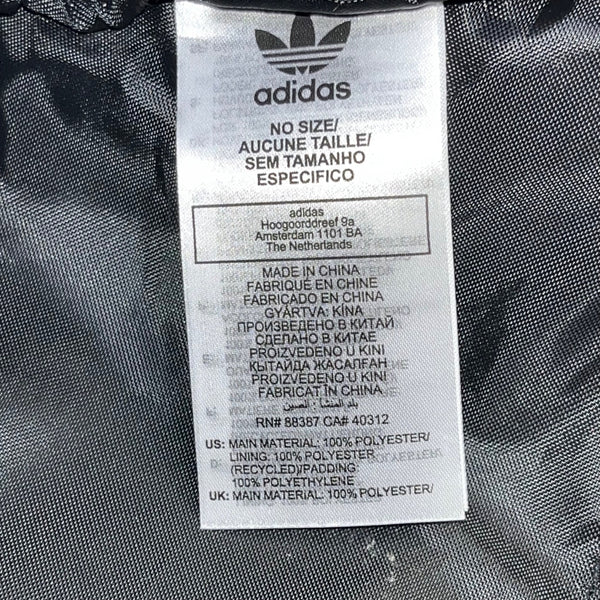 adidas
NO SIZE/
AUCUNE TAILLE/
SEM TAMANHO
ESPECIFICO
adidas
Hoogoorddreef 9a
Amsterdam 1101 BA
The Netherlands
MADE IN CHINA
FABRIQUÉ EN CHINE
FABRICADO EN CHINA
GYÁRTVA: KÍNA
ПРОИЗВЕДЕНО В КИТАЙ
СДЕЛАНО В КИТАЕ
PROIZVEDENO U KINI
ҚЫТАЙДА ЖАСАЛҒАН
PROIZVEDENO U KINI
FABRICAT ÎN CHINA
بلد المنشأ: الصين
RN# 88387 CA# 40312
US: MAIN MATERIAL: 100% POLYESTER/
LINING: 100% POLYESTER
(RECYCLED)/PADDING:
100% POLYETHYLENE
UK: MAIN MATERIAL: 100% POLYESTER/